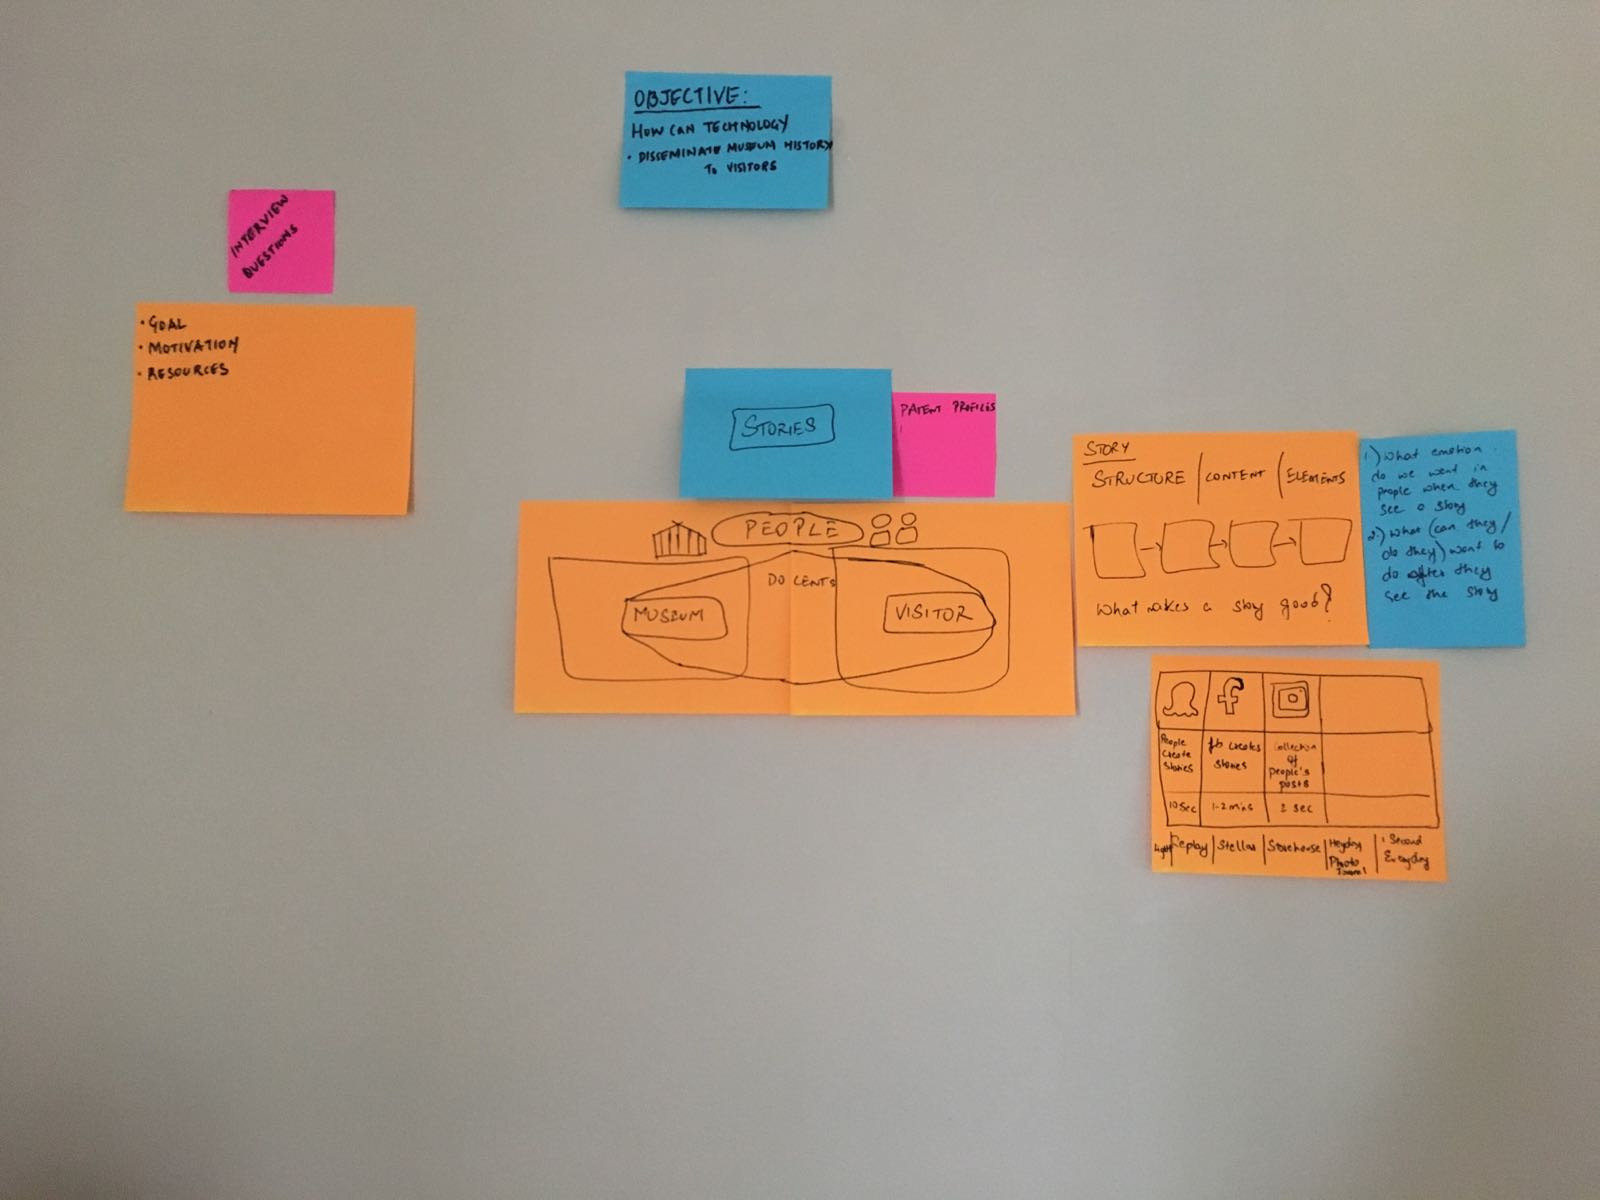 OBJECTIVE:
HOW CAN TECHNOLOGY
• DISSEMINATE MUSEUM HISTORY
TO VISITORS
INTERVIEW
QUESTIONS
• GOAL
• MOTIVATION
• RESOURCES
STORIES
PATENT PROFILES
PEOPLE
DOCENTS
MUSEUM
VISITOR
STORY
STRUCTURE | CONTENT | ELEMENTS
What makes a story good?
1) What emotion
do we want in
people when they
see a story
2) What (can they/
do they) want to
do after they
see the story
People
create
stories
fb creates
stories
Collection
of
people's
posts
10 sec
1-2 mins
sec
Replay
Steller
Storehouse
Heyday
Photo
Journal
1 Second
Everyday